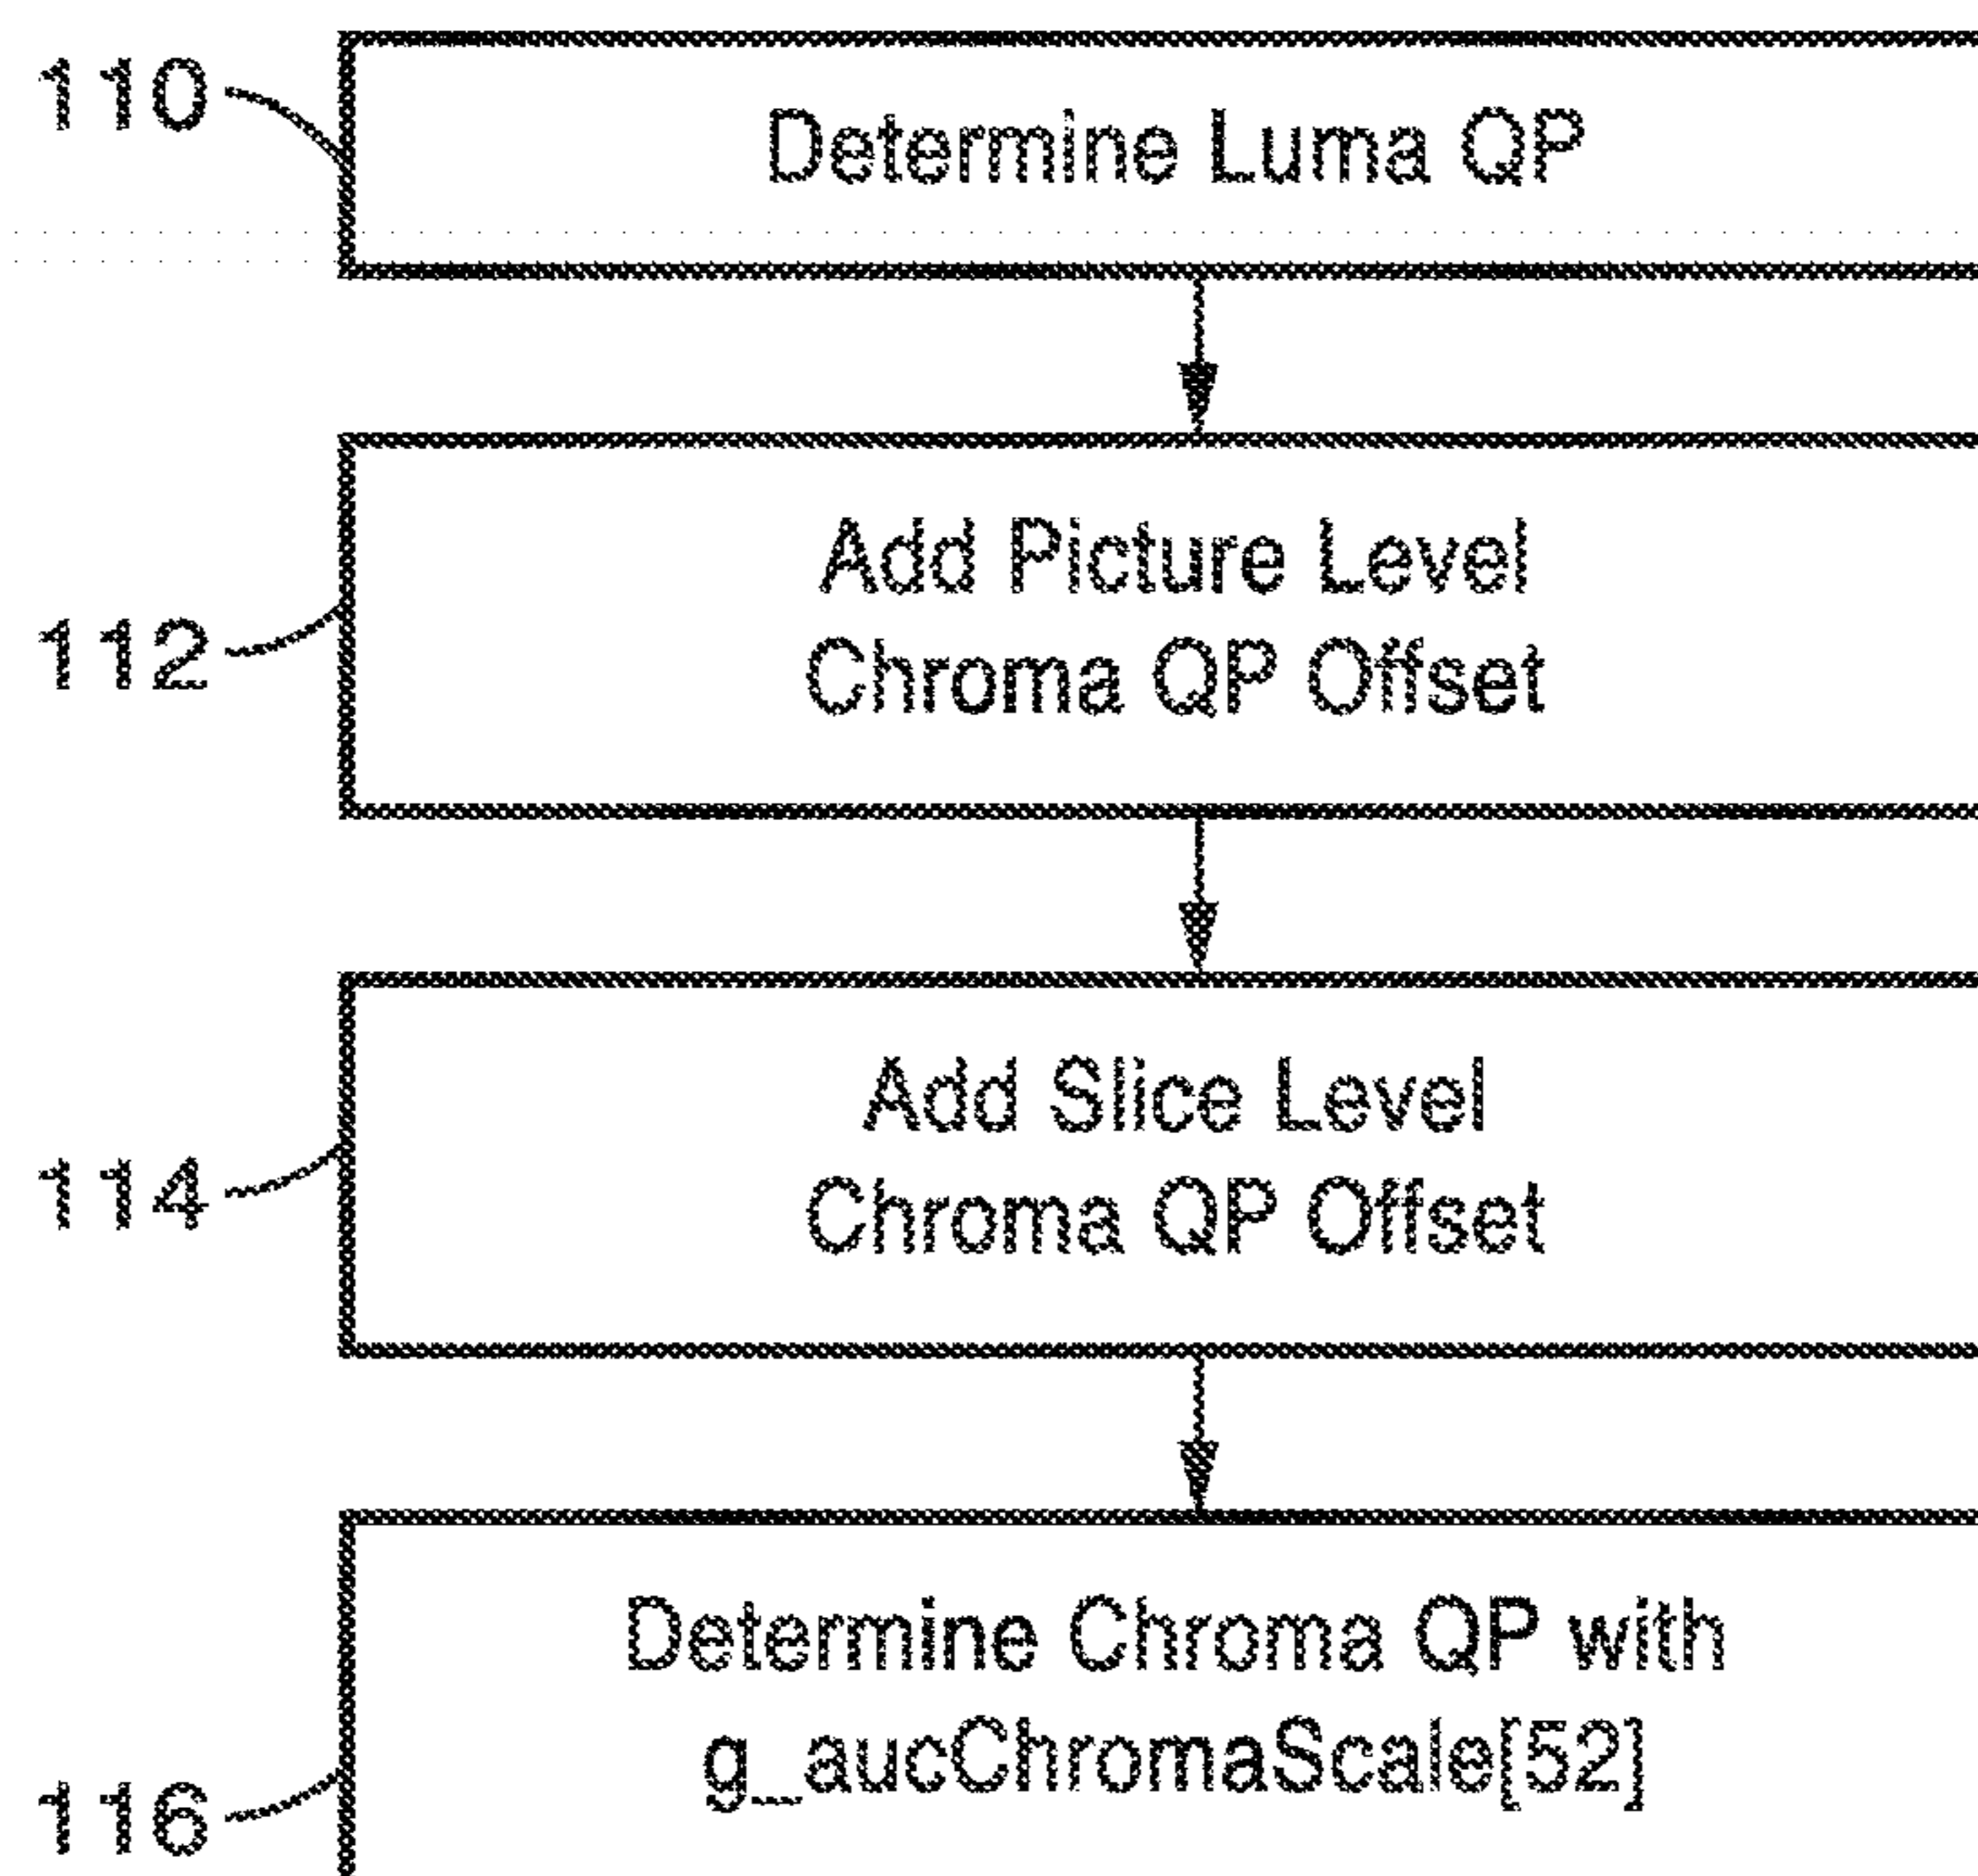 110
Determine Luma QP
112
Add Picture Level
Chroma QP Offset
114
Add Slice Level
Chroma QP Offset
116
Determine Chroma QP with
g_aucChromaScale[52]